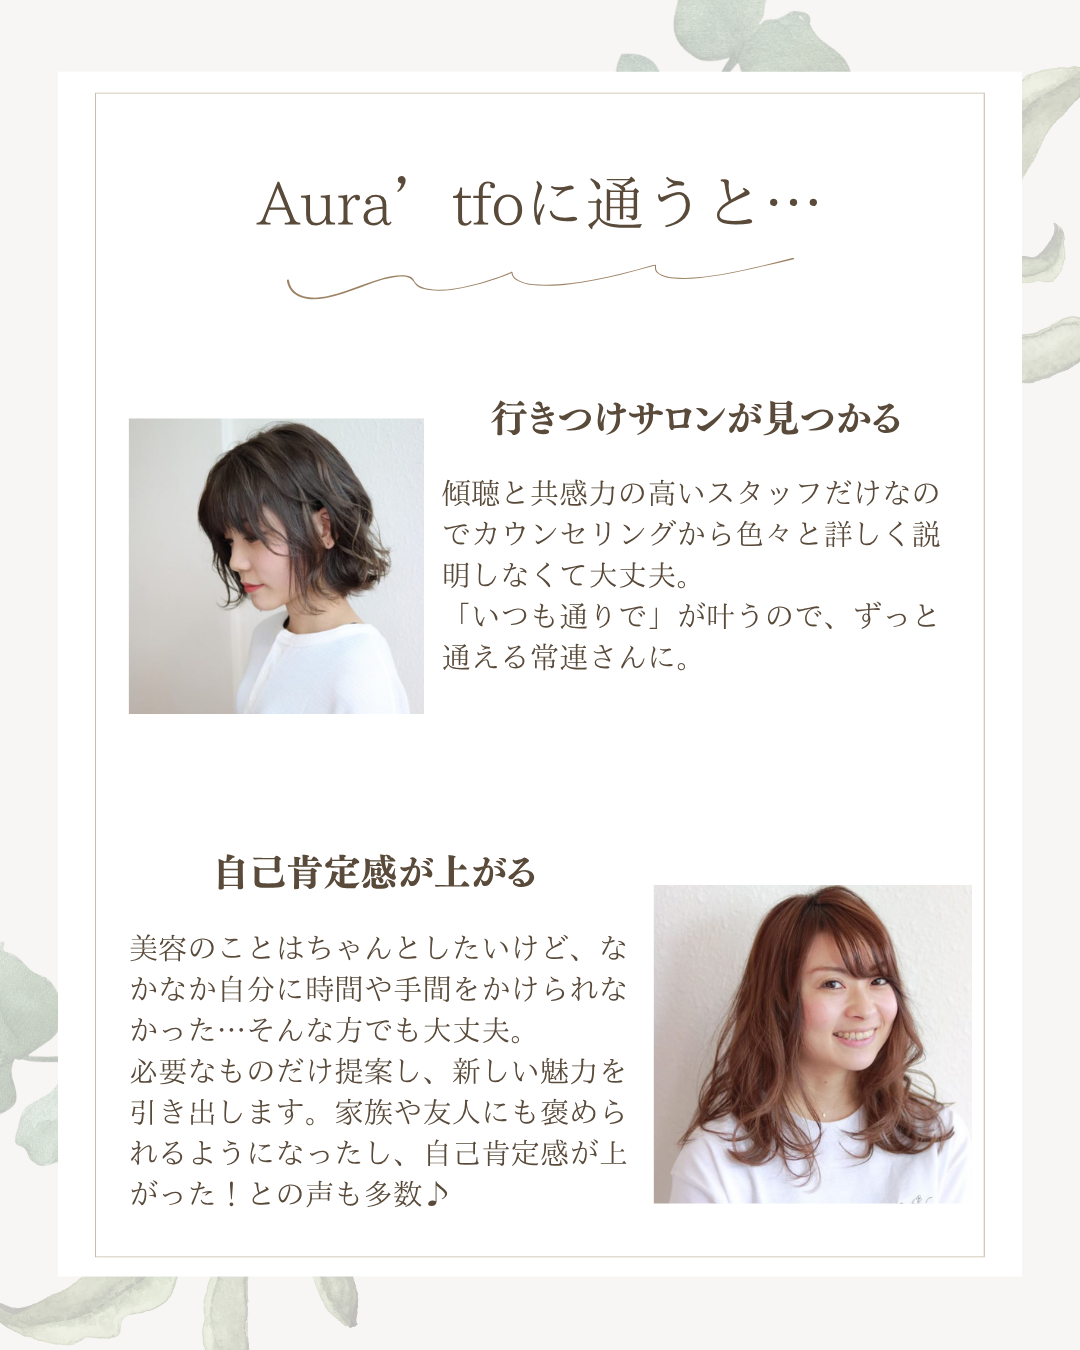 Aura’ tfoに通うと…
行きつけサロンが見つかる
傾聴と共感力の高いスタッフだけなの
でカウンセリングから色々と詳しく説
明しなくて大丈夫。
「いつも通りで」が叶うので、ずっと
通える常連さんに。
自己肯定感が上がる
美容のことはちゃんとしたいけど、な
かなか自分に時間や手間をかけられな
かった…そんな方でも大丈夫。
必要なものだけ提案し、新しい魅力を
引き出します。家族や友人にも褒めら
れるようになったし、自己肯定感が上
がった！との声も多数♪